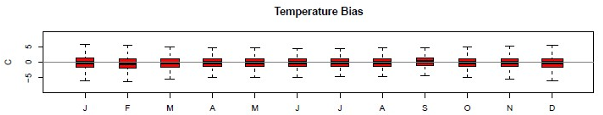 Temperature Bias
C
5
0
−5
J F M A M J J A S O N D